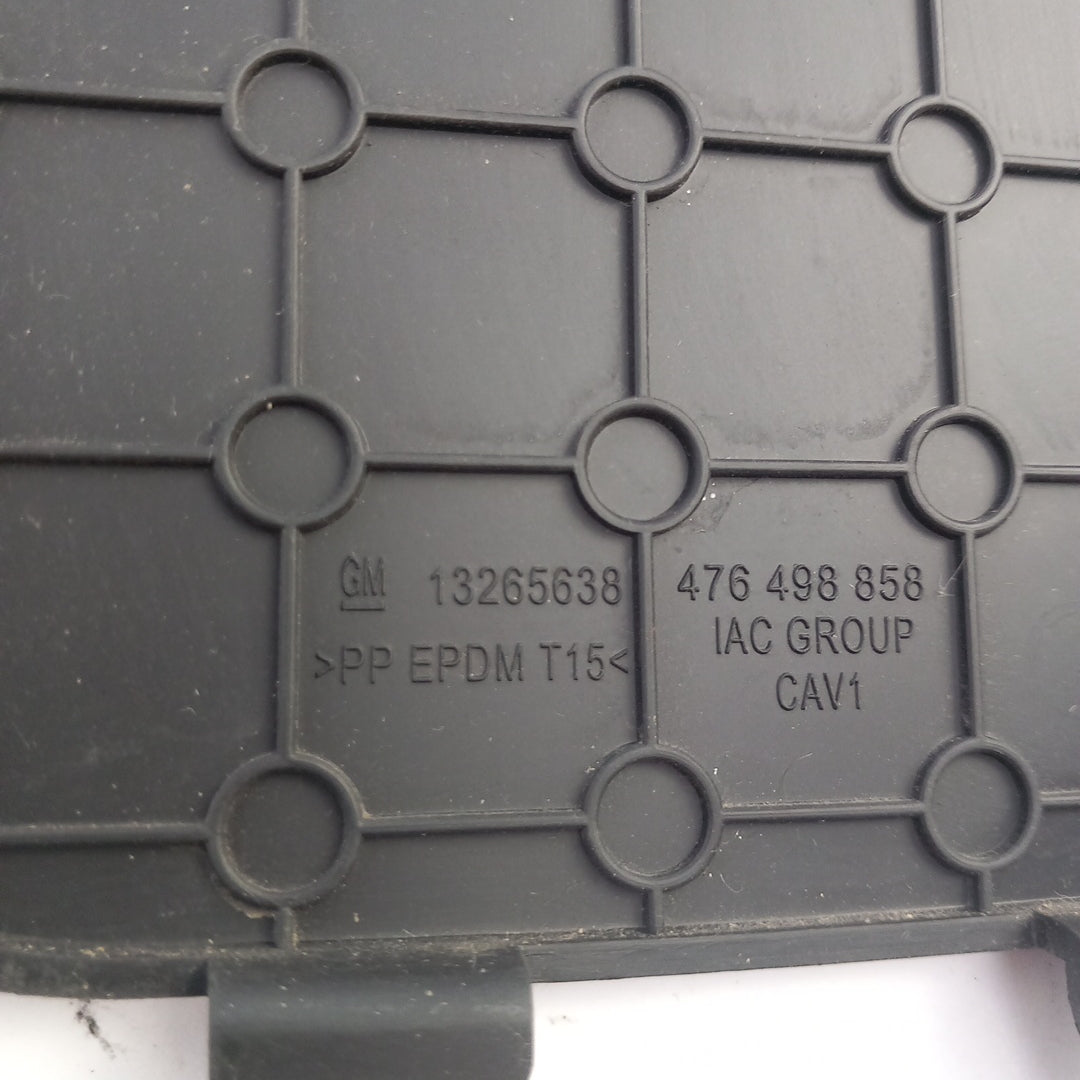 GM 13265638
>PP EPDM T15<
476 498 858
IAC GROUP
CAV1